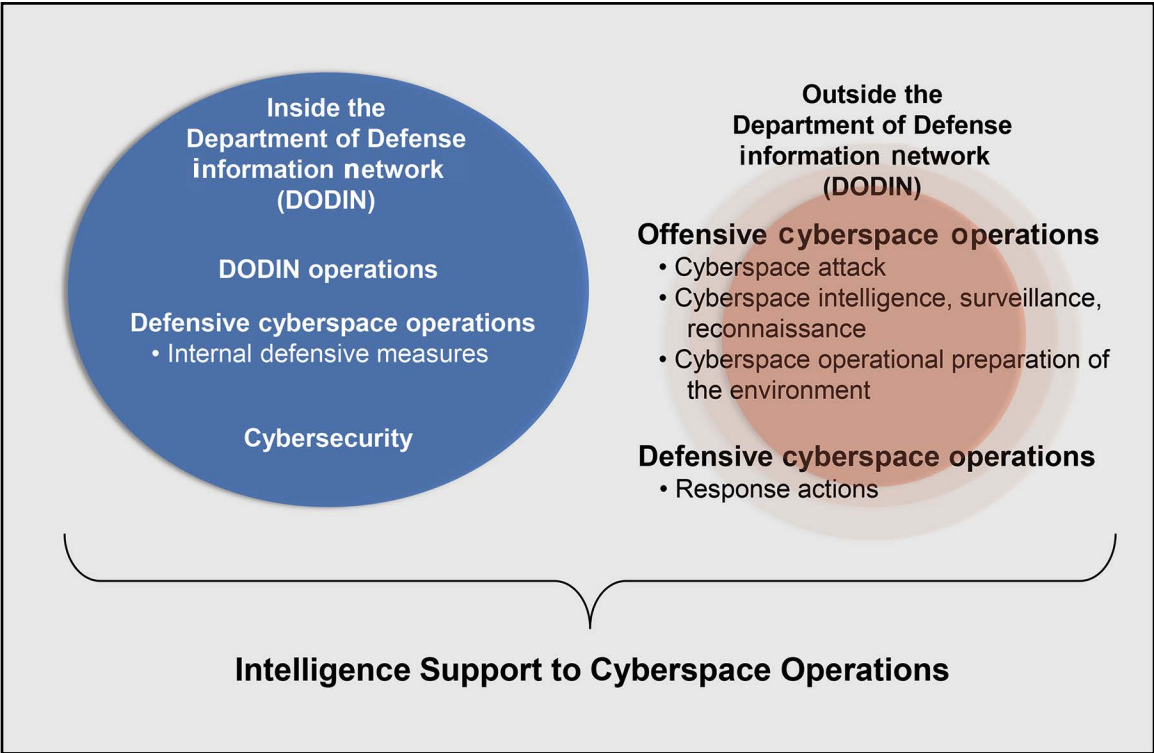 Inside the
Department of Defense
information network
(DODIN)
DODIN operations
Defensive cyberspace operations
• Internal defensive measures
Cybersecurity
Outside the
Department of Defense
information network
(DODIN)
Offensive cyberspace operations
• Cyberspace attack
• Cyberspace intelligence, surveillance,
reconnaissance
• Cyberspace operational preparation of
the environment
Defensive cyberspace operations
• Response actions
Intelligence Support to Cyberspace Operations